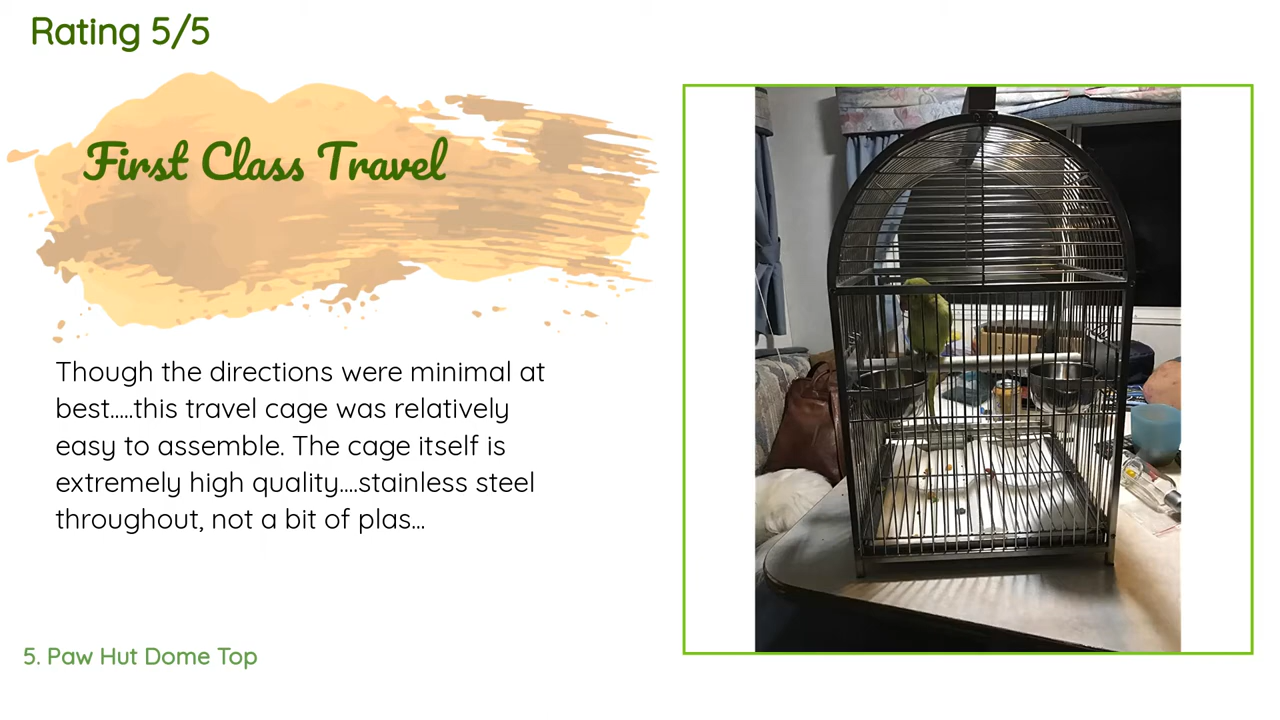 Rating 5/5
First Class Travel
Though the directions were minimal at
best.....this travel cage was relatively
easy to assemble. The cage itself is
extremely high quality....stainless steel
throughout, not a bit of plas...
5. Paw Hut Dome Top